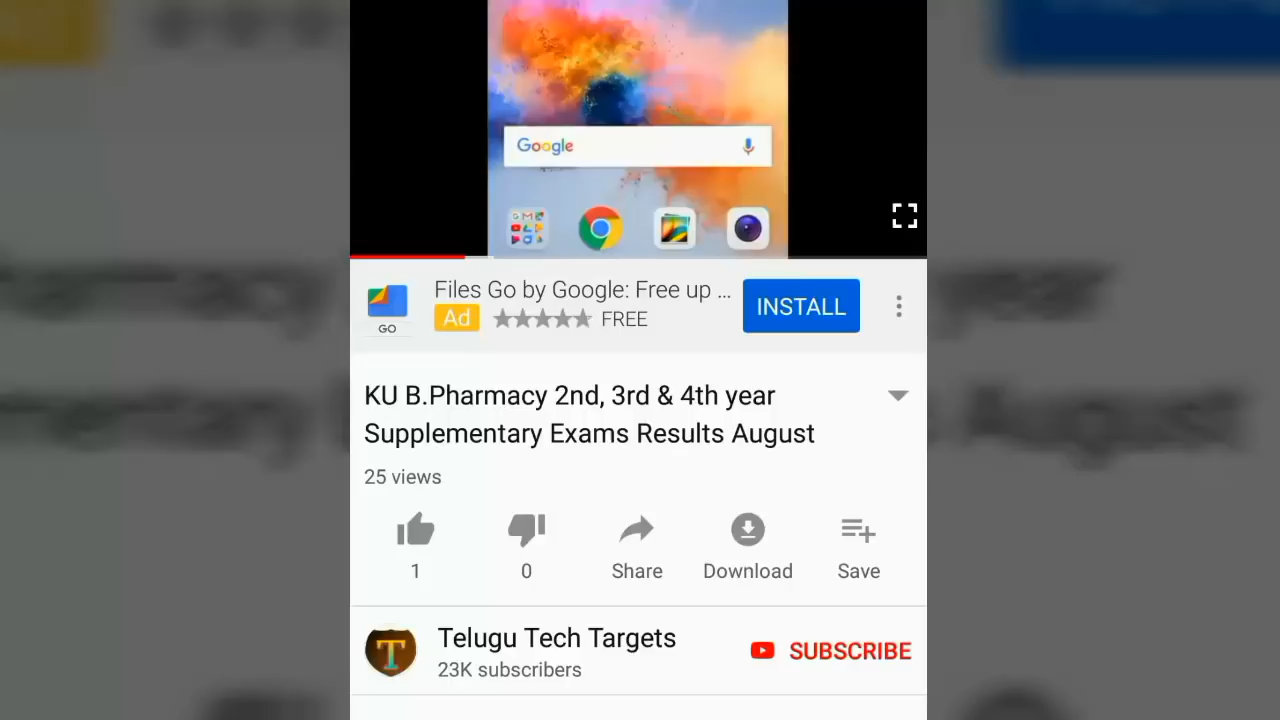 Google
GO
Files Go by Google: Free up ...
Ad
FREE
INSTALL
KU B.Pharmacy 2nd, 3rd & 4th year
Supplementary Exams Results August
25 views
1
0
Share
Download
Save
T
Telugu Tech Targets
23K subscribers
SUBSCRIBE